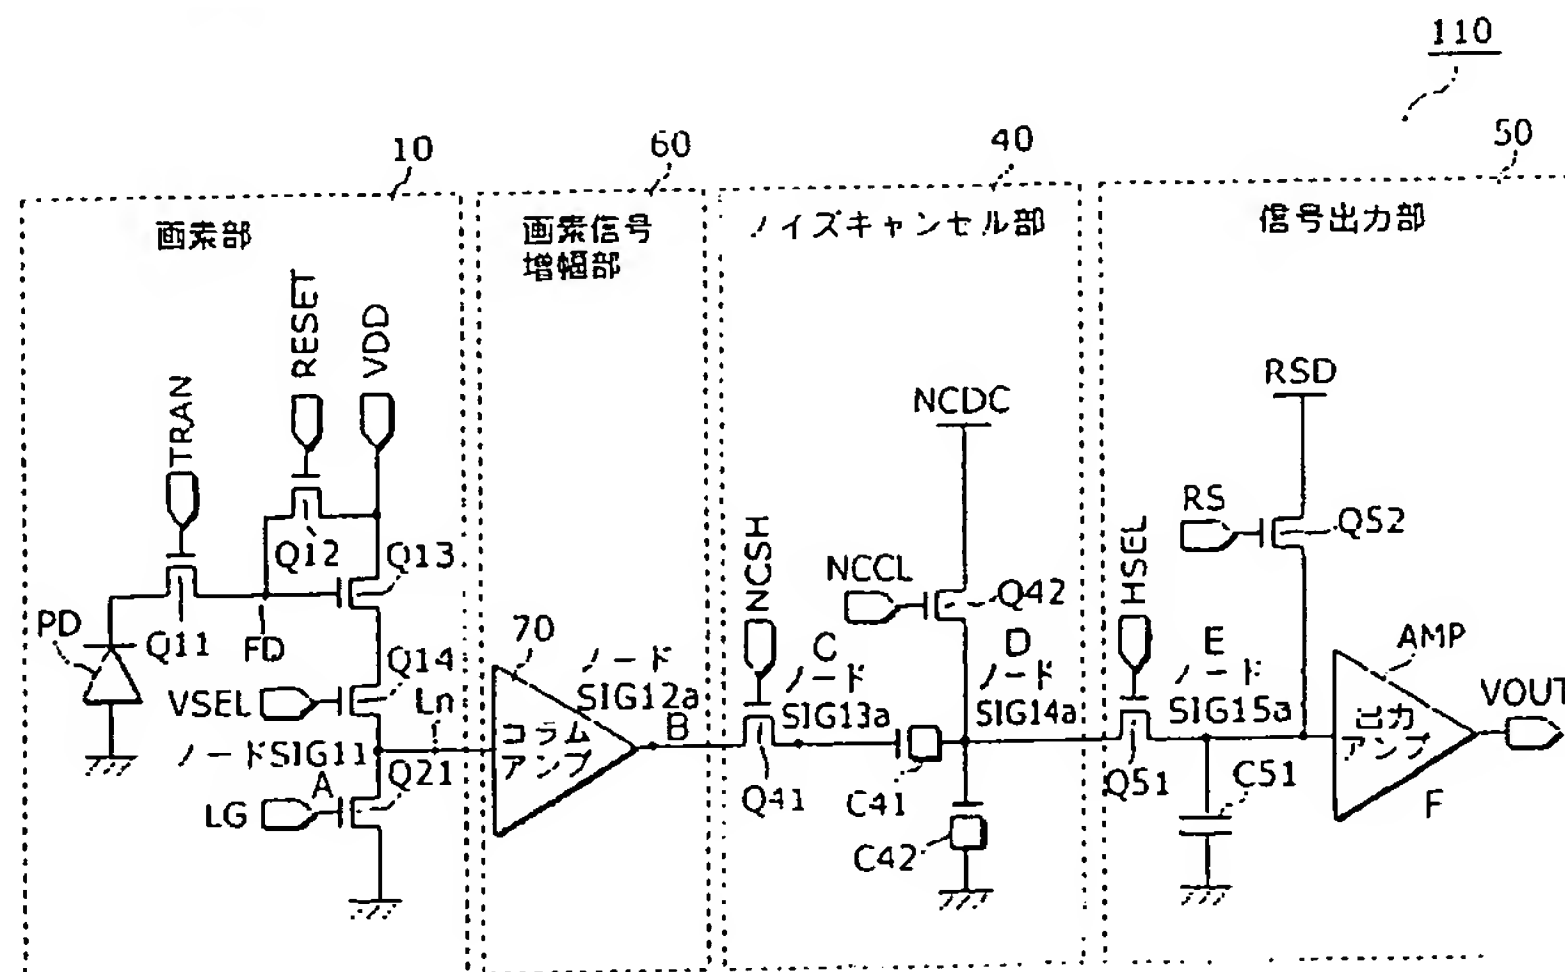 110
10
60
40
50
画素部
画素信号
増幅部
ノイズキャンセル部
信号出力部
RESET
VDD
TRAN
NCDC
RSD
RS
Q52
Q12
Q13
NCSH
NCCL
Q42
HSEL
PD
Q11
FD
Q14
VSEL
Ln
70
ノード
SIG12a
B
C
ノード
SIG13a
D
ノード
SIG14a
E
ノード
SIG15a
AMP
VOUT
ノードSIG11
A
Q21
LG
コラム
アンプ
Q41
C41
C42
Q51
C51
出力
アンプ
F